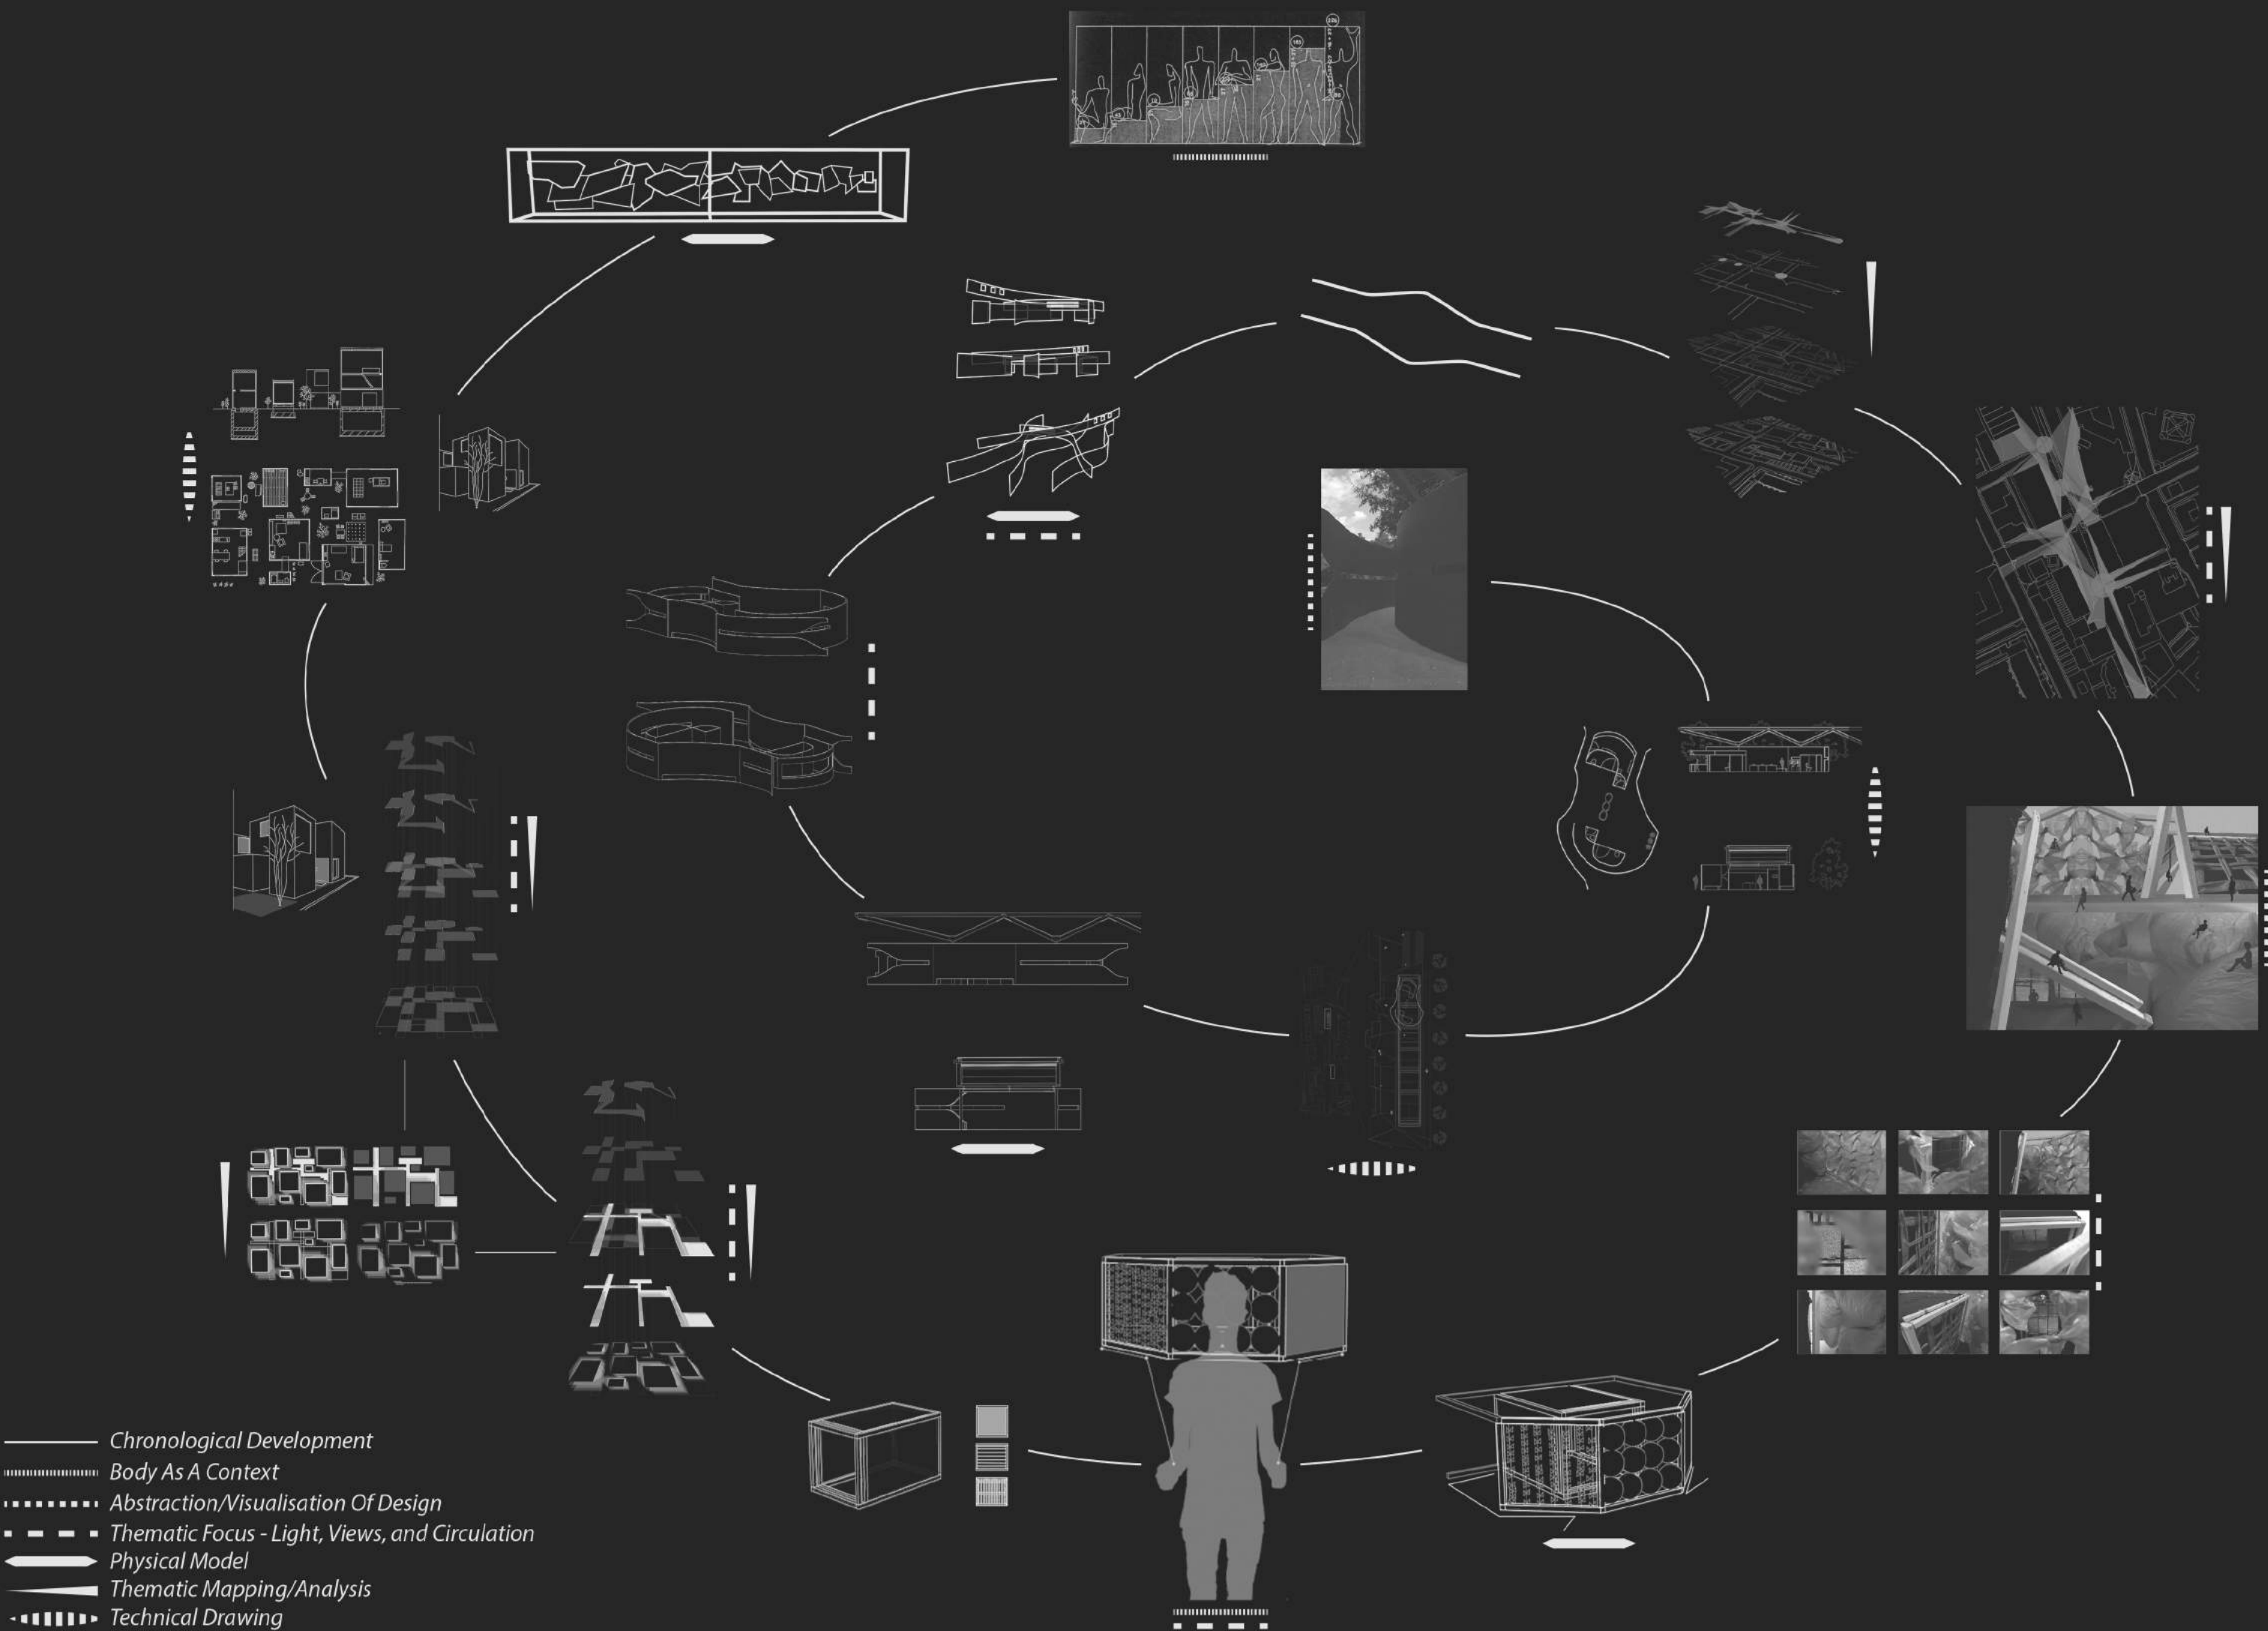 Chronological Development
Body As A Context
Abstraction/Visualisation Of Design
Thematic Focus - Light, Views, and Circulation
Physical Model
Thematic Mapping/Analysis
Technical Drawing